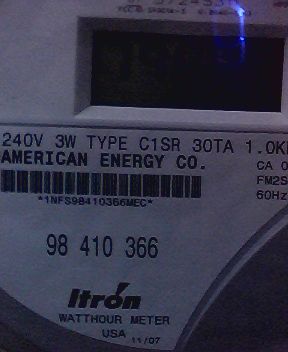 240V 3W TYPE C1SR 30TA 1.0K
AMERICAN ENERGY CO.
CA 0
FM2S
60Hz
*1NFS98410366MEC*
98 410 366
Itrón
WATTHOUR METER
USA 11/07